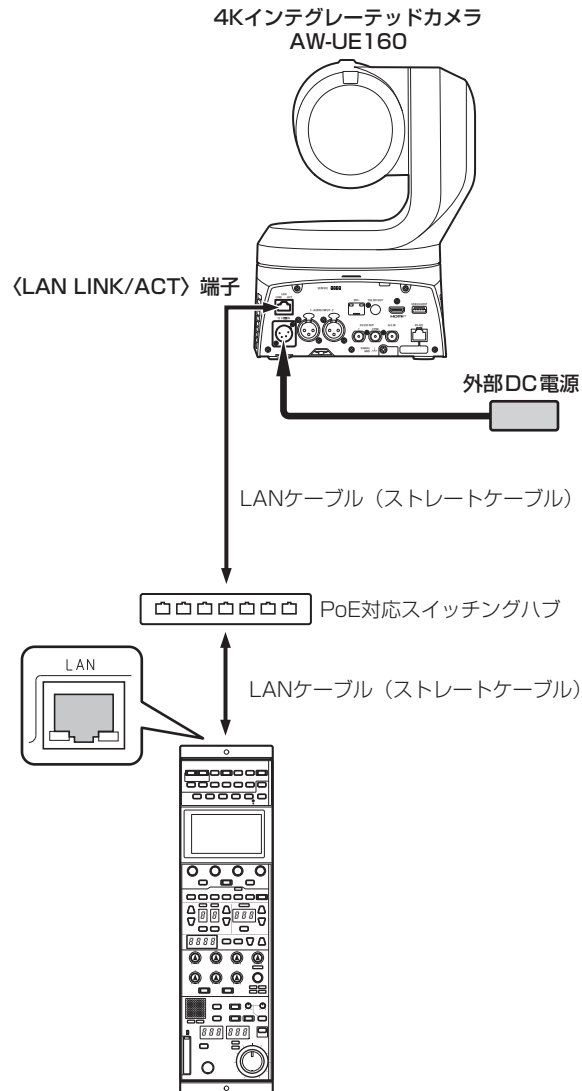 4Kインテグレーテッドカメラ
AW-UE160
〈LAN LINK/ACT〉端子
HDMI
外部DC電源
LANケーブル（ストレートケーブル）
PoE対応スイッチングハブ
LAN
LANケーブル（ストレートケーブル）